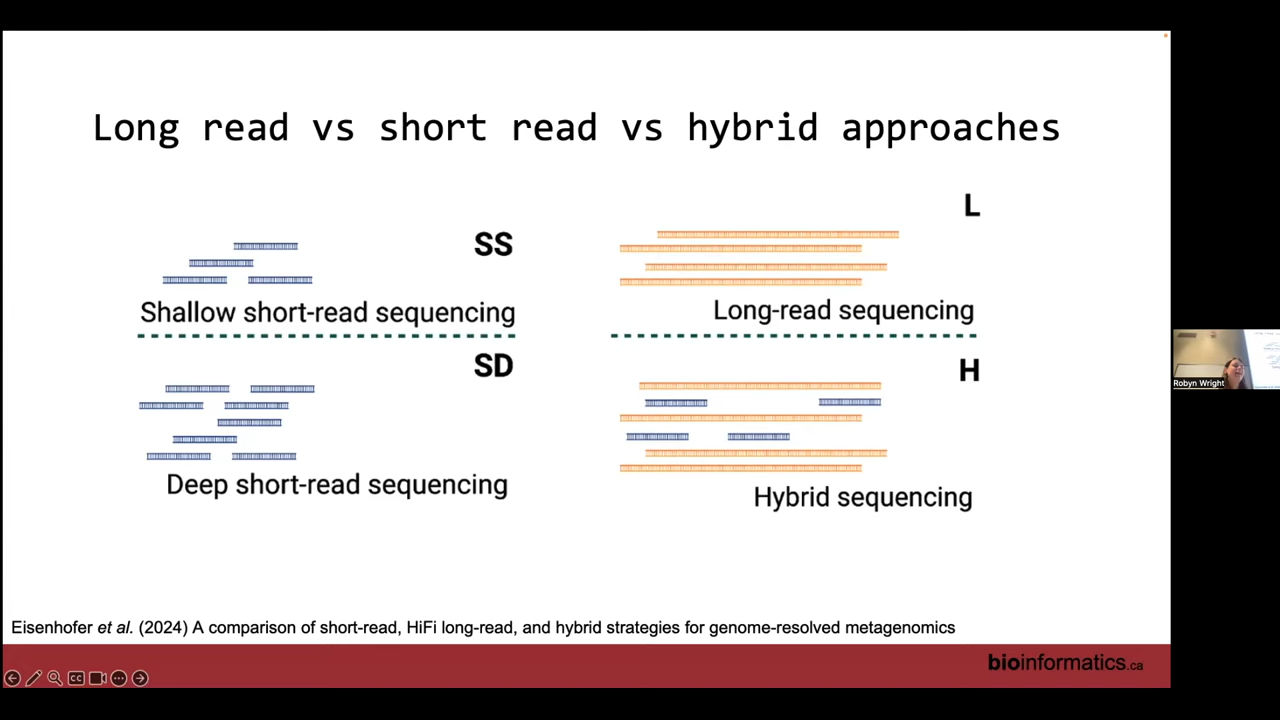 Long read vs short read vs hybrid approaches
SS
Shallow short-read sequencing
SD
Deep short-read sequencing
L
Long-read sequencing
H
Hybrid sequencing
Eisenhofer et al. (2024) A comparison of short-read, HiFi long-read, and hybrid strategies for genome-resolved metagenomics
bioinformatics.ca
CC
Robyn Wright